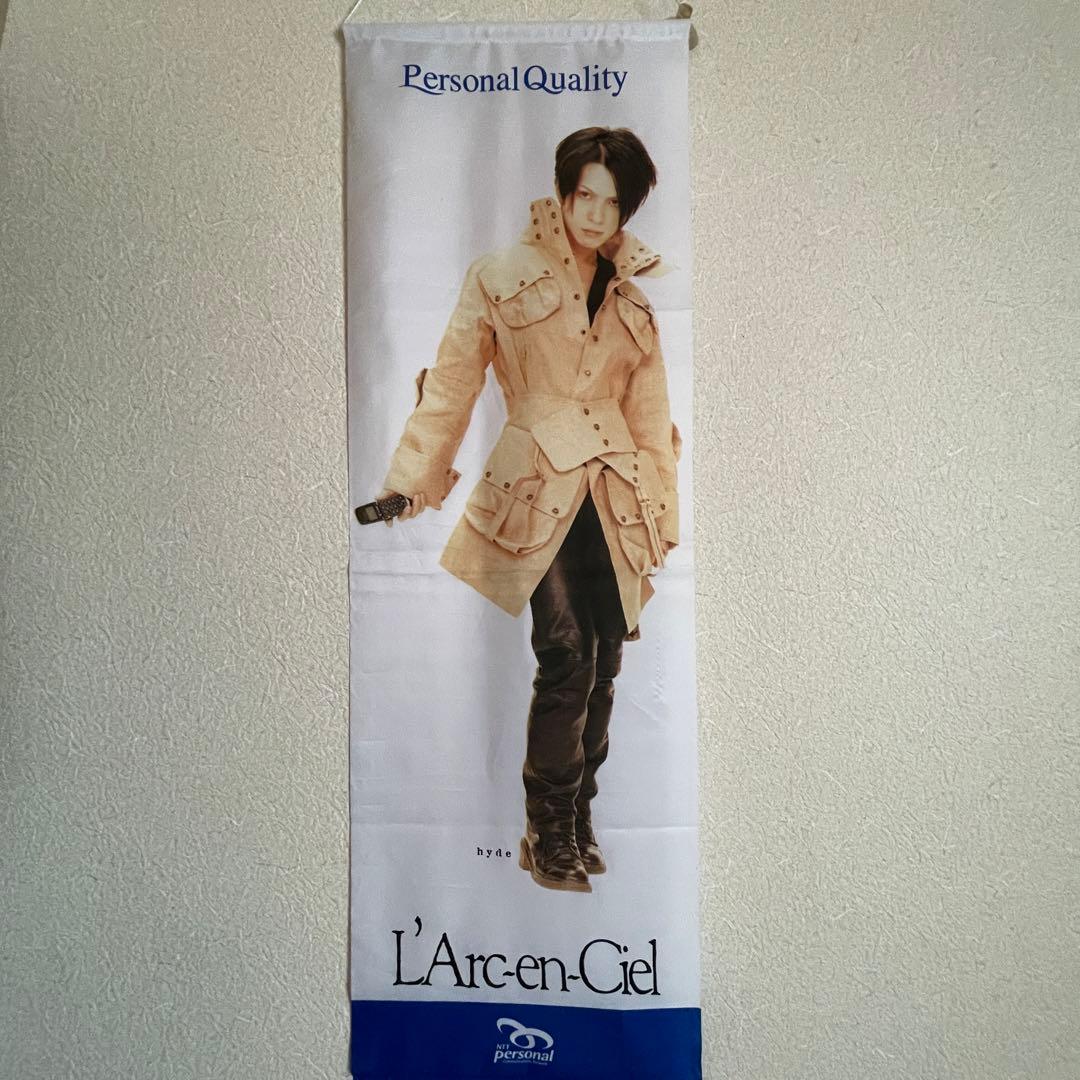 Personal Quality
hyde
L'Arc-en-Ciel
NTT
personal